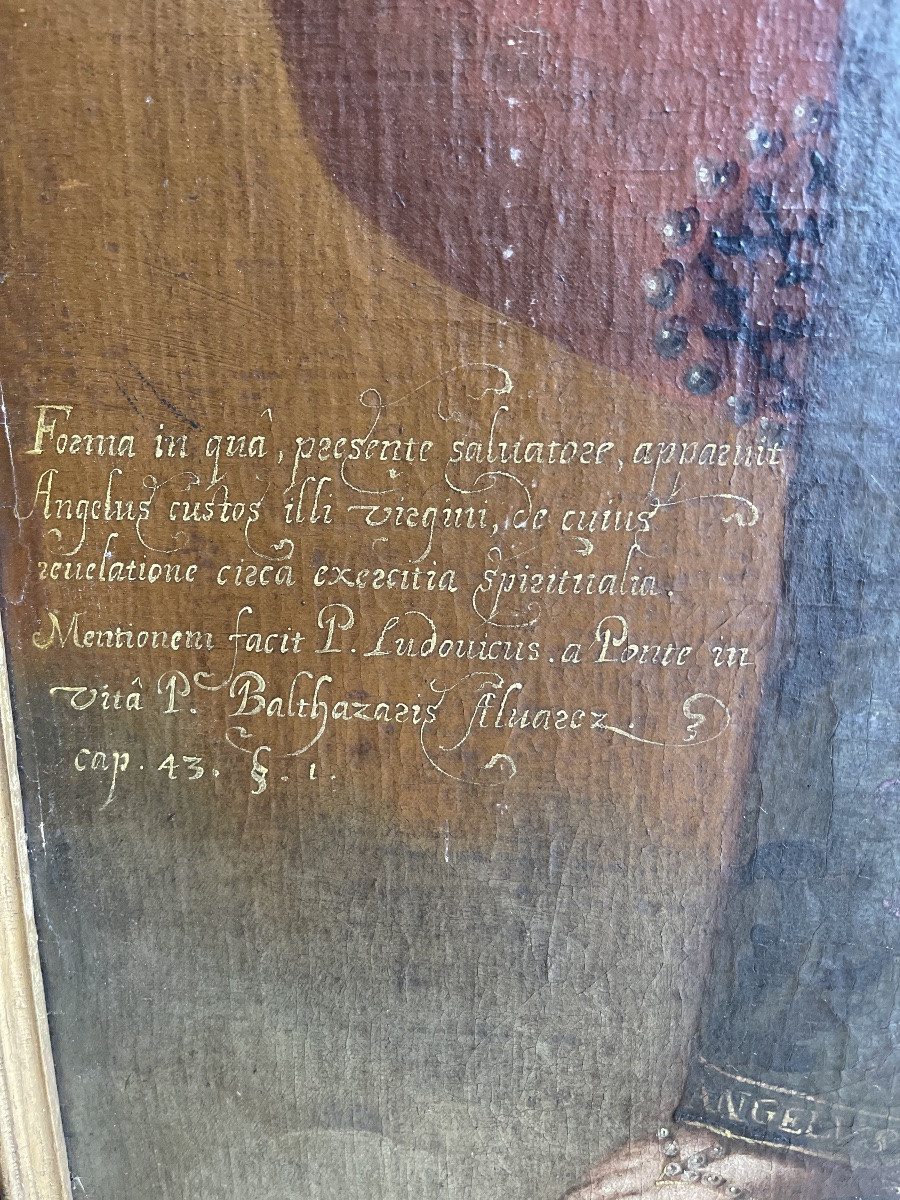 Forma in quâ, presente saluatore, apparuit
Angelus custos illi virgini, de cuius
reuelatione circa exercitia spiritualia.
Mentionem facit P. Ludouicus. a Ponte in
vitâ P. Balthazaris Aluarez.
cap. 43. §. 1.
ANGELVS